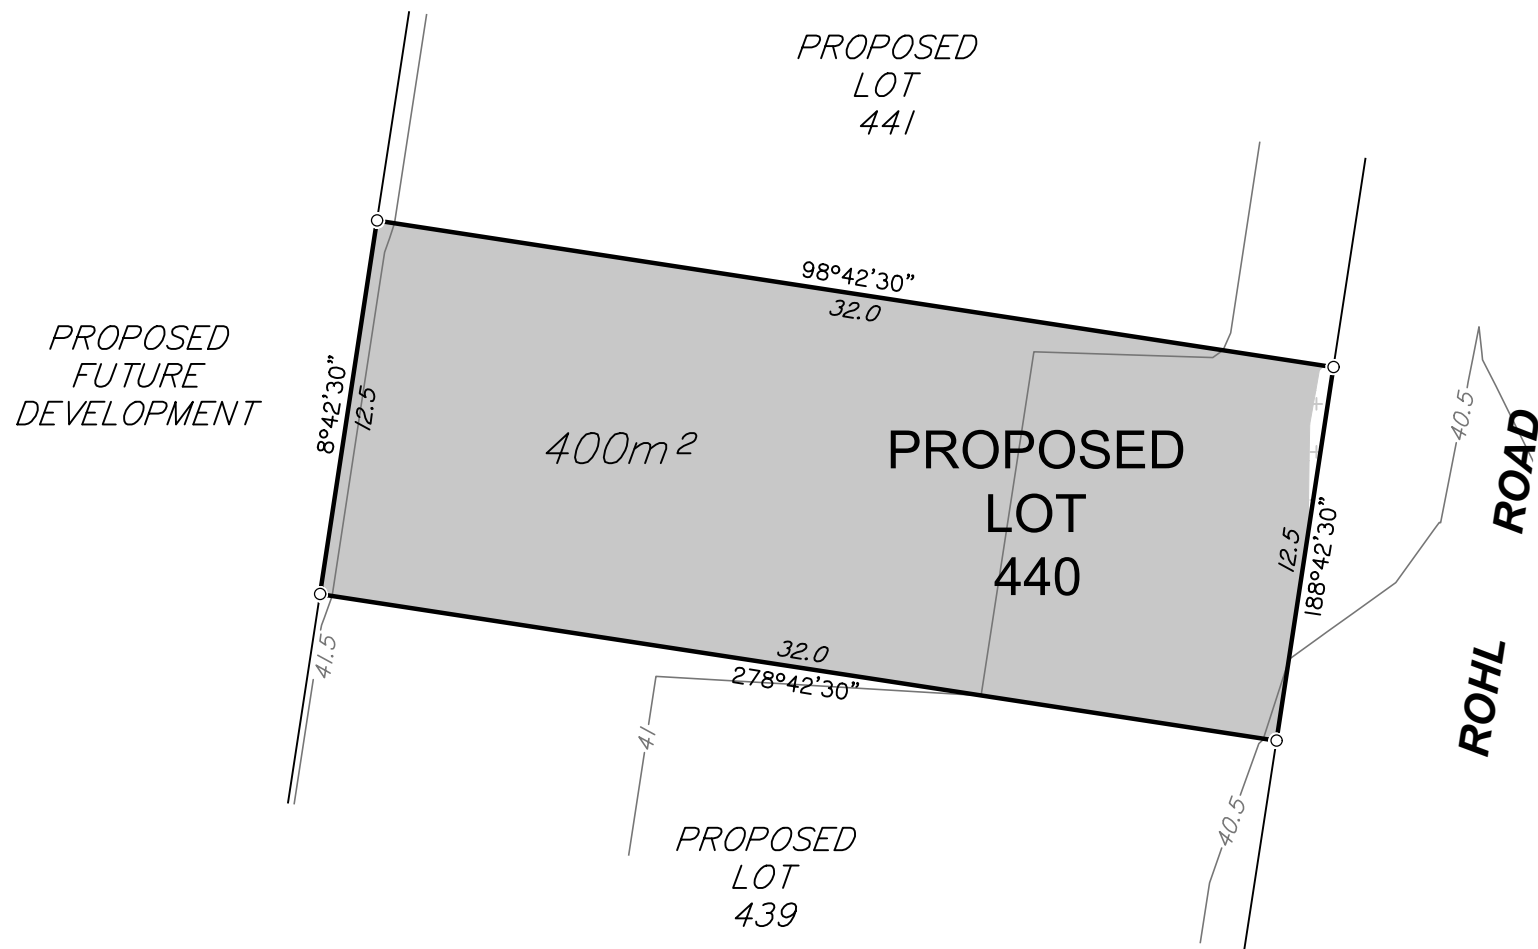 PROPOSED
LOT
441
98°42'30"
32.0
PROPOSED
FUTURE
DEVELOPMENT
8°42'30"
12.5
400m²
PROPOSED
LOT
440
12.5
188°42'30"
40.5
ROHL ROAD
32.0
278°42'30"
41.5
41
40.5
PROPOSED
LOT
439